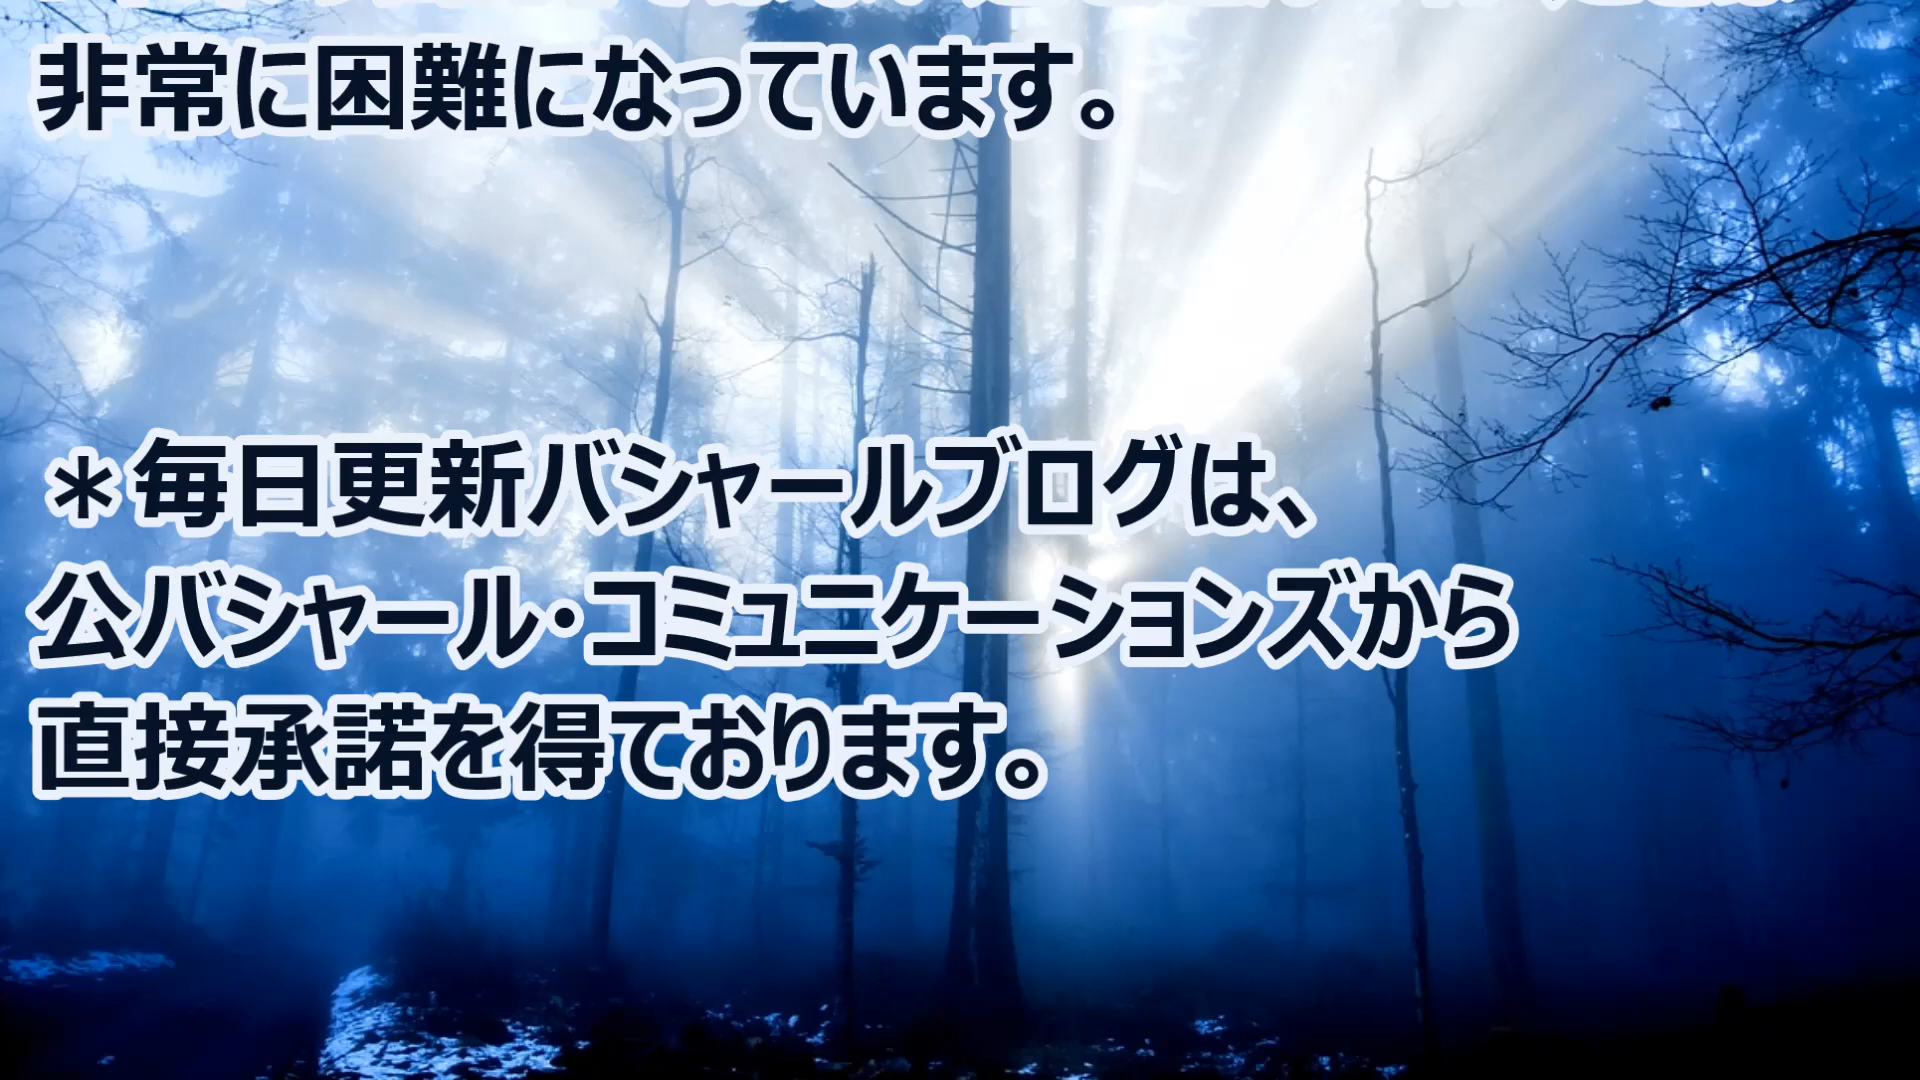 非常に困難になっています。
＊毎日更新バシャールブログは、
公バシャール・コミュニケーションズから
直接承諾を得ております。